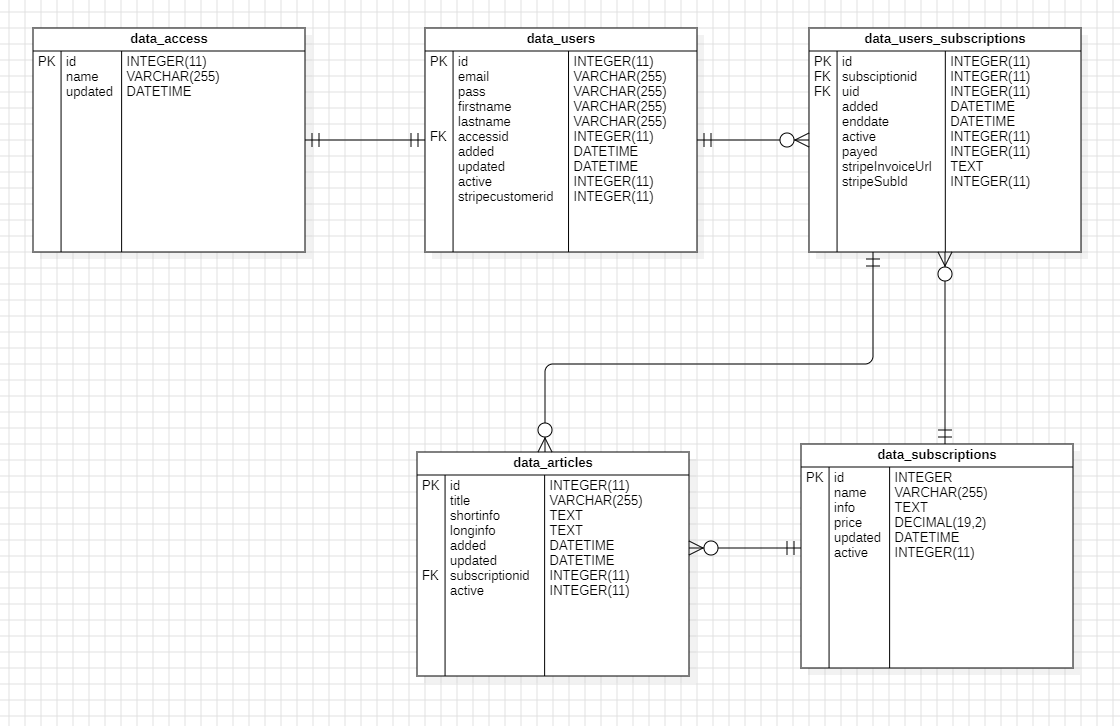 data_access
PK id INTEGER(11)
name VARCHAR(255)
updated DATETIME
data_users
PK id INTEGER(11)
email VARCHAR(255)
pass VARCHAR(255)
firstname VARCHAR(255)
lastname VARCHAR(255)
FK accessid INTEGER(11)
added DATETIME
updated DATETIME
active INTEGER(11)
stripecustomerid INTEGER(11)
data_users_subscriptions
PK id INTEGER(11)
FK subsciptionid INTEGER(11)
FK uid INTEGER(11)
added DATETIME
enddate DATETIME
active INTEGER(11)
payed INTEGER(11)
stripeInvoiceUrl TEXT
stripeSubId INTEGER(11)
data_articles
PK id INTEGER(11)
title VARCHAR(255)
shortinfo TEXT
longinfo TEXT
added DATETIME
updated DATETIME
FK subscriptionid INTEGER(11)
active INTEGER(11)
data_subscriptions
PK id INTEGER
name VARCHAR(255)
info TEXT
price DECIMAL(19,2)
updated DATETIME
active INTEGER(11)